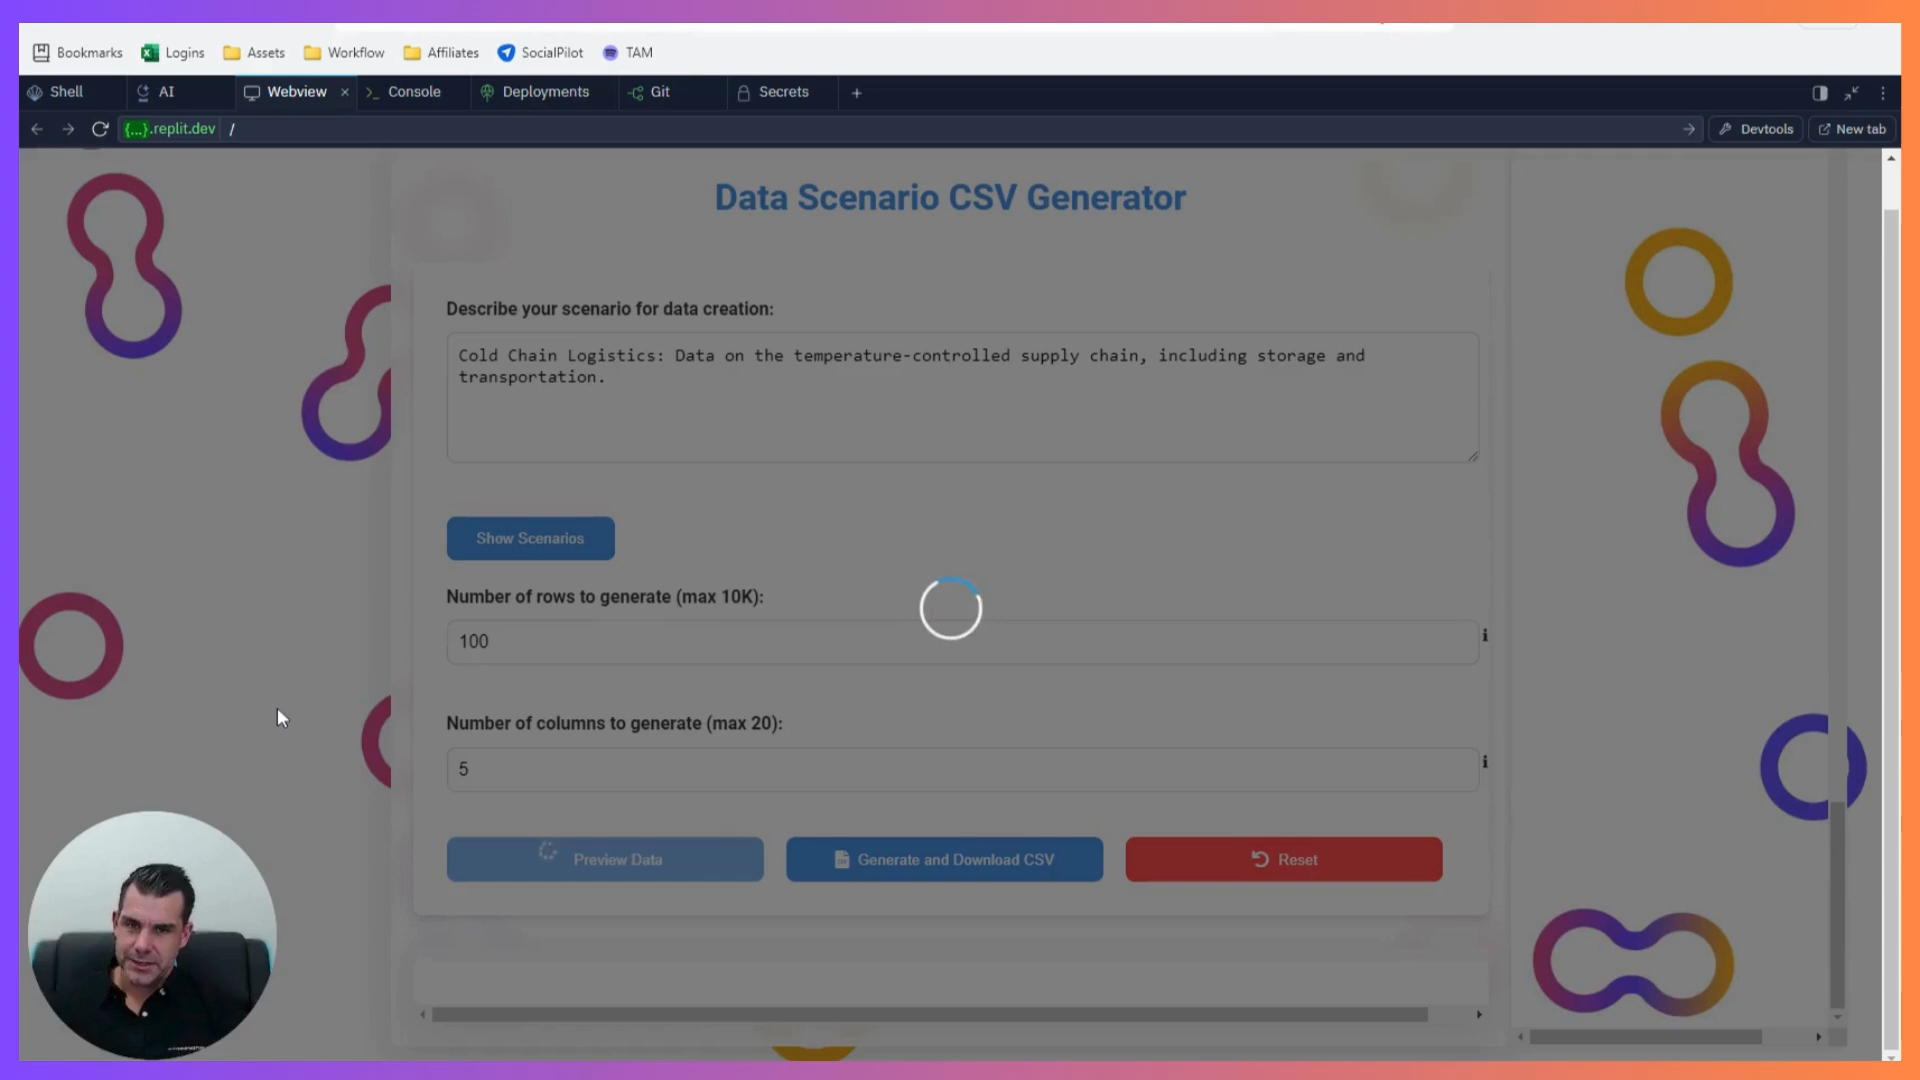 Bookmarks Logins Assets Workflow Affiliates SocialPilot TAM
Shell AI Webview × >_ Console Deployments Git Secrets +
{...}.replit.dev / Devtools New tab
Data Scenario CSV Generator
Describe your scenario for data creation:
Cold Chain Logistics: Data on the temperature-controlled supply chain, including storage and
transportation.
Show Scenarios
Number of rows to generate (max 10K):
100
Number of columns to generate (max 20):
5
Preview Data Generate and Download CSV Reset